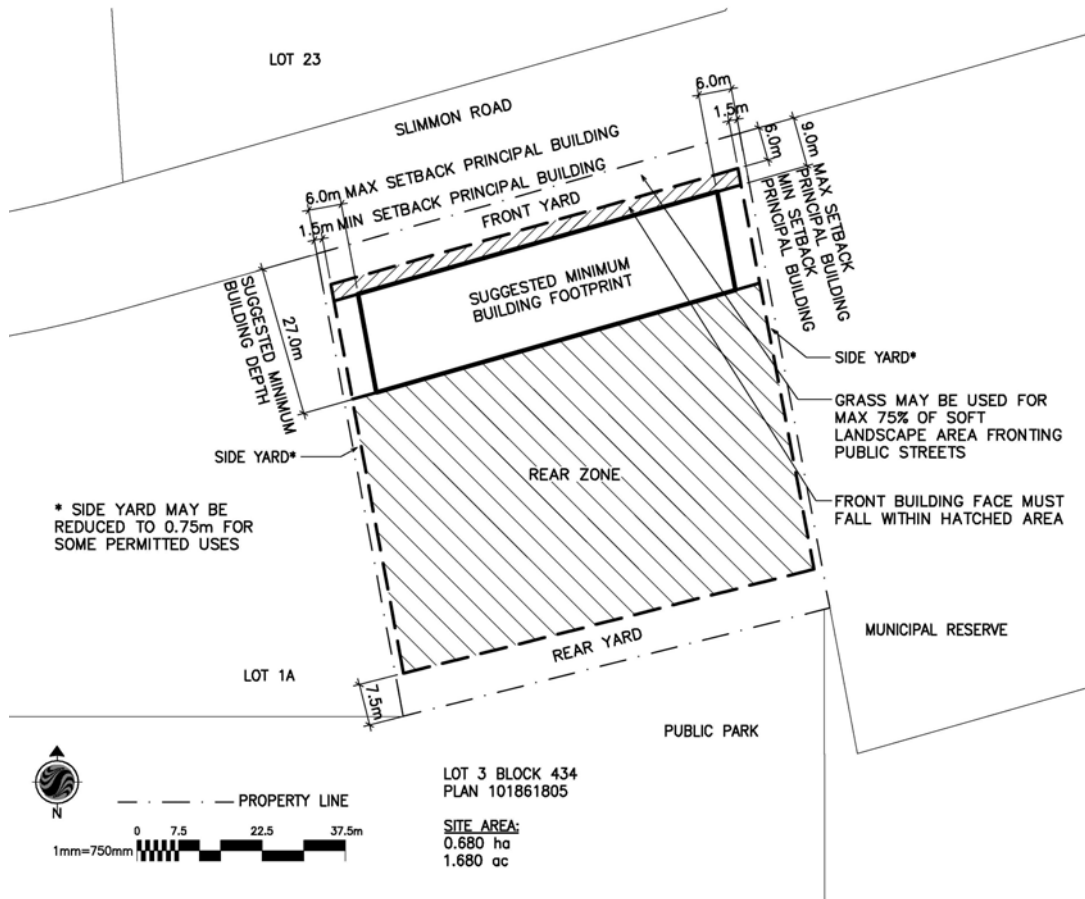 LOT 23
SLIMMON ROAD
6.0m MAX SETBACK PRINCIPAL BUILDING
1.5m MIN SETBACK PRINCIPAL BUILDING
FRONT YARD
6.0m
1.5m
6.0m
9.0m
MAX SETBACK
PRINCIPAL BUILDING
MIN SETBACK
PRINCIPAL BUILDING
SUGGESTED MINIMUM
BUILDING FOOTPRINT
27.0m
SUGGESTED MINIMUM
BUILDING DEPTH
SIDE YARD*
GRASS MAY BE USED FOR
MAX 75% OF SOFT
LANDSCAPE AREA FRONTING
PUBLIC STREETS
SIDE YARD*
REAR ZONE
FRONT BUILDING FACE MUST
FALL WITHIN HATCHED AREA
* SIDE YARD MAY BE
REDUCED TO 0.75m FOR
SOME PERMITTED USES
REAR YARD
MUNICIPAL RESERVE
LOT 1A
7.5m
PUBLIC PARK
N
PROPERTY LINE
0 7.5 22.5 37.5m
1mm=750mm
LOT 3 BLOCK 434
PLAN 101861805
SITE AREA:
0.680 ha
1.680 ac